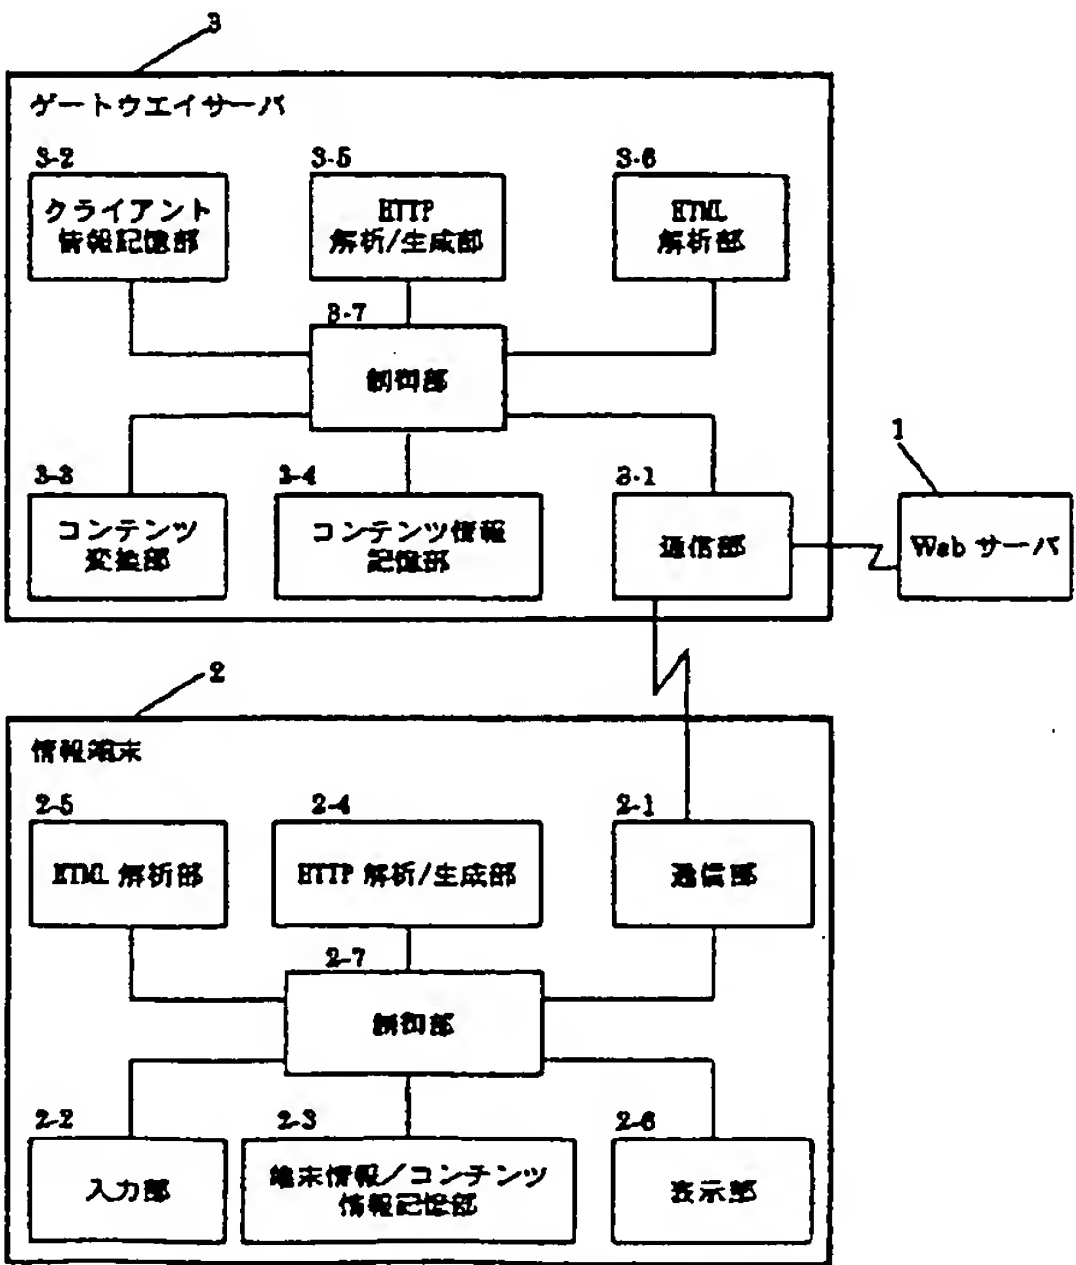 3
ゲートウエイサーバ
3-2
クライアント
情報記憶部
3-5
HTTP
解析/生成部
3-6
HTML
解析部
3-7
制御部
3-3
コンテンツ
変換部
3-4
コンテンツ情報
記憶部
3-1
通信部
1
Web サーバ
2
情報端末
2-5
HTML 解析部
2-4
HTTP 解析/生成部
2-1
通信部
2-7
制御部
2-2
入力部
2-3
端末情報/コンテンツ
情報記憶部
2-6
表示部